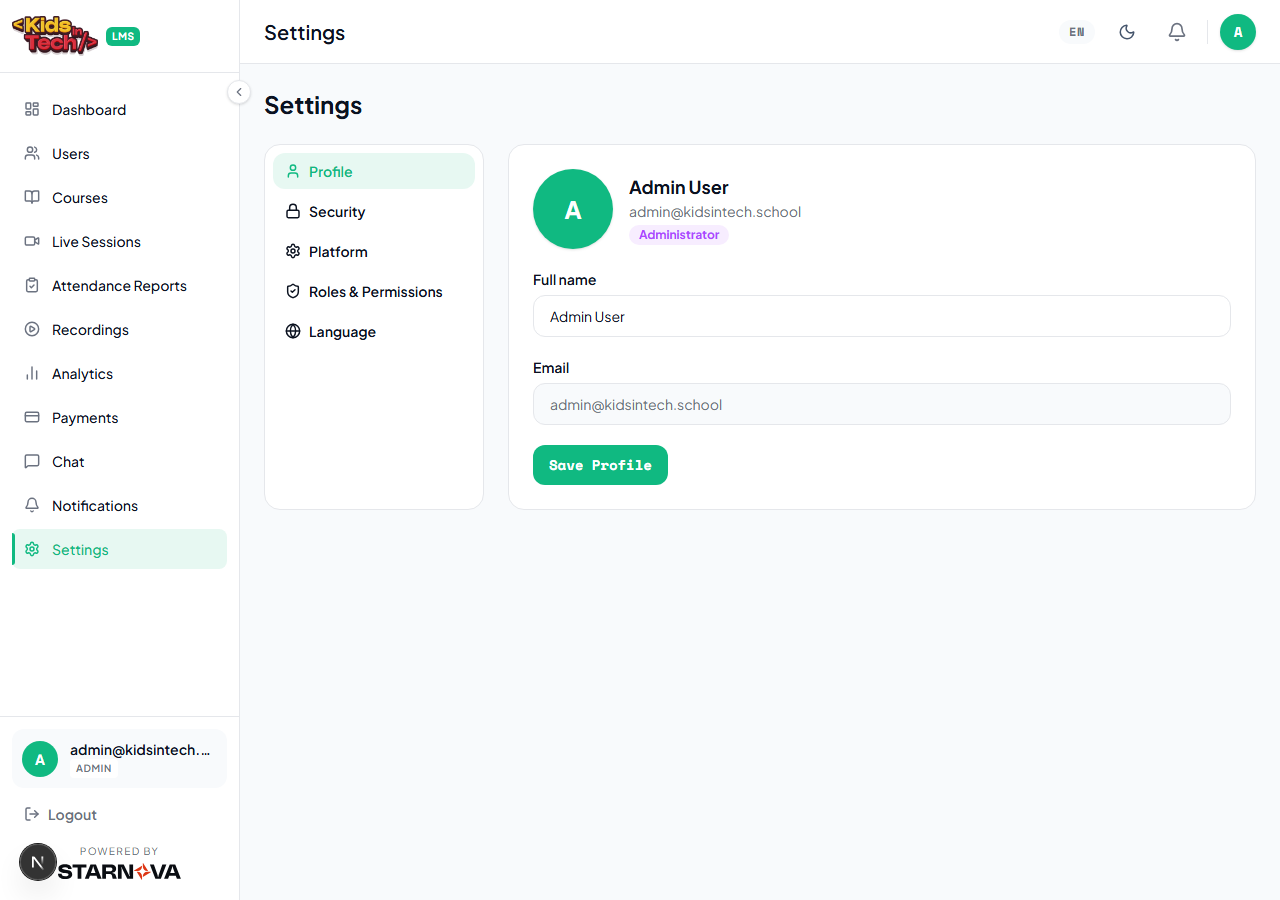 <Kids in Tech/>
LMS
Settings
EN
A
Dashboard
Users
Courses
Live Sessions
Attendance Reports
Recordings
Analytics
Payments
Chat
Notifications
Settings
admin@kidsintech....
A
ADMIN
Logout
POWERED BY
N
STARNOVA
Settings
Profile
Security
Platform
Roles & Permissions
Language
A
Admin User
admin@kidsintech.school
Administrator
Full name
Admin User
Email
admin@kidsintech.school
Save Profile